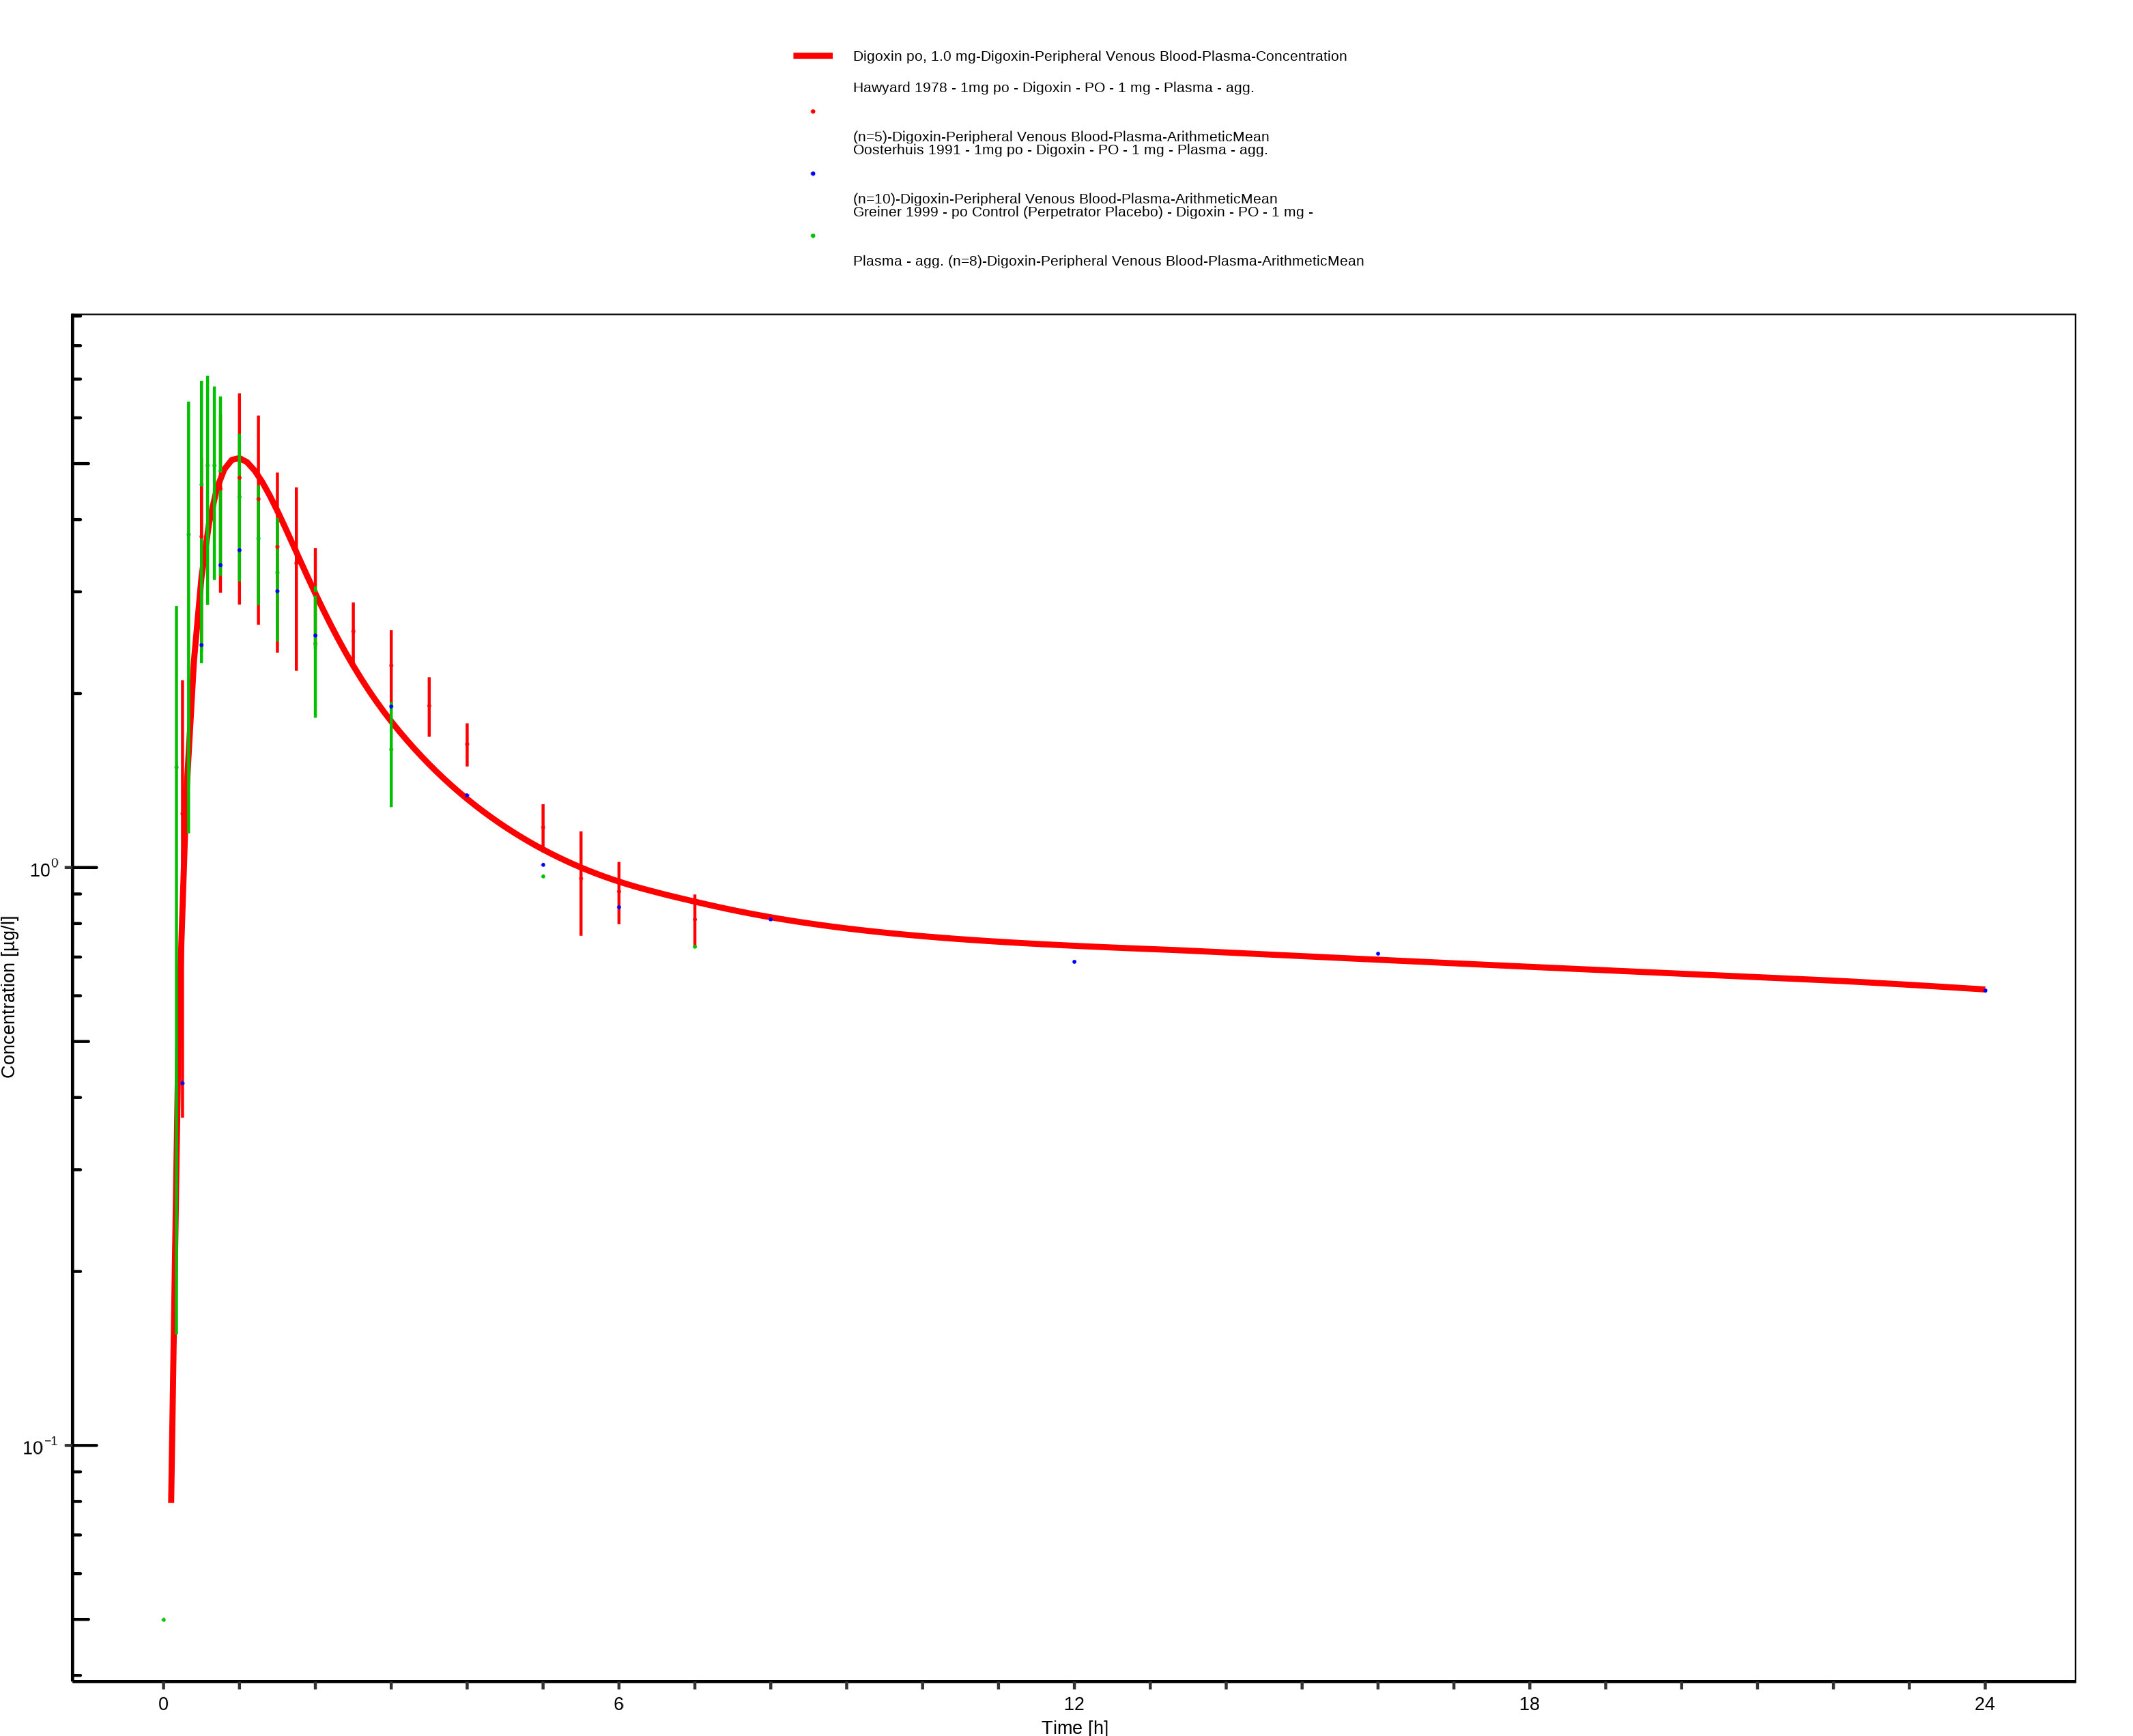 Digoxin po, 1.0 mg-Digoxin-Peripheral Venous Blood-Plasma-Concentration
Hawyard 1978 - 1mg po - Digoxin - PO - 1 mg - Plasma - agg.
(n=5)-Digoxin-Peripheral Venous Blood-Plasma-ArithmeticMean
Oosterhuis 1991 - 1mg po - Digoxin - PO - 1 mg - Plasma - agg.
(n=10)-Digoxin-Peripheral Venous Blood-Plasma-ArithmeticMean
Greiner 1999 - po Control (Perpetrator Placebo) - Digoxin - PO - 1 mg -
Plasma - agg. (n=8)-Digoxin-Peripheral Venous Blood-Plasma-ArithmeticMean
Concentration [µg/l]
10⁰
10⁻¹
0 6 12 18 24
Time [h]